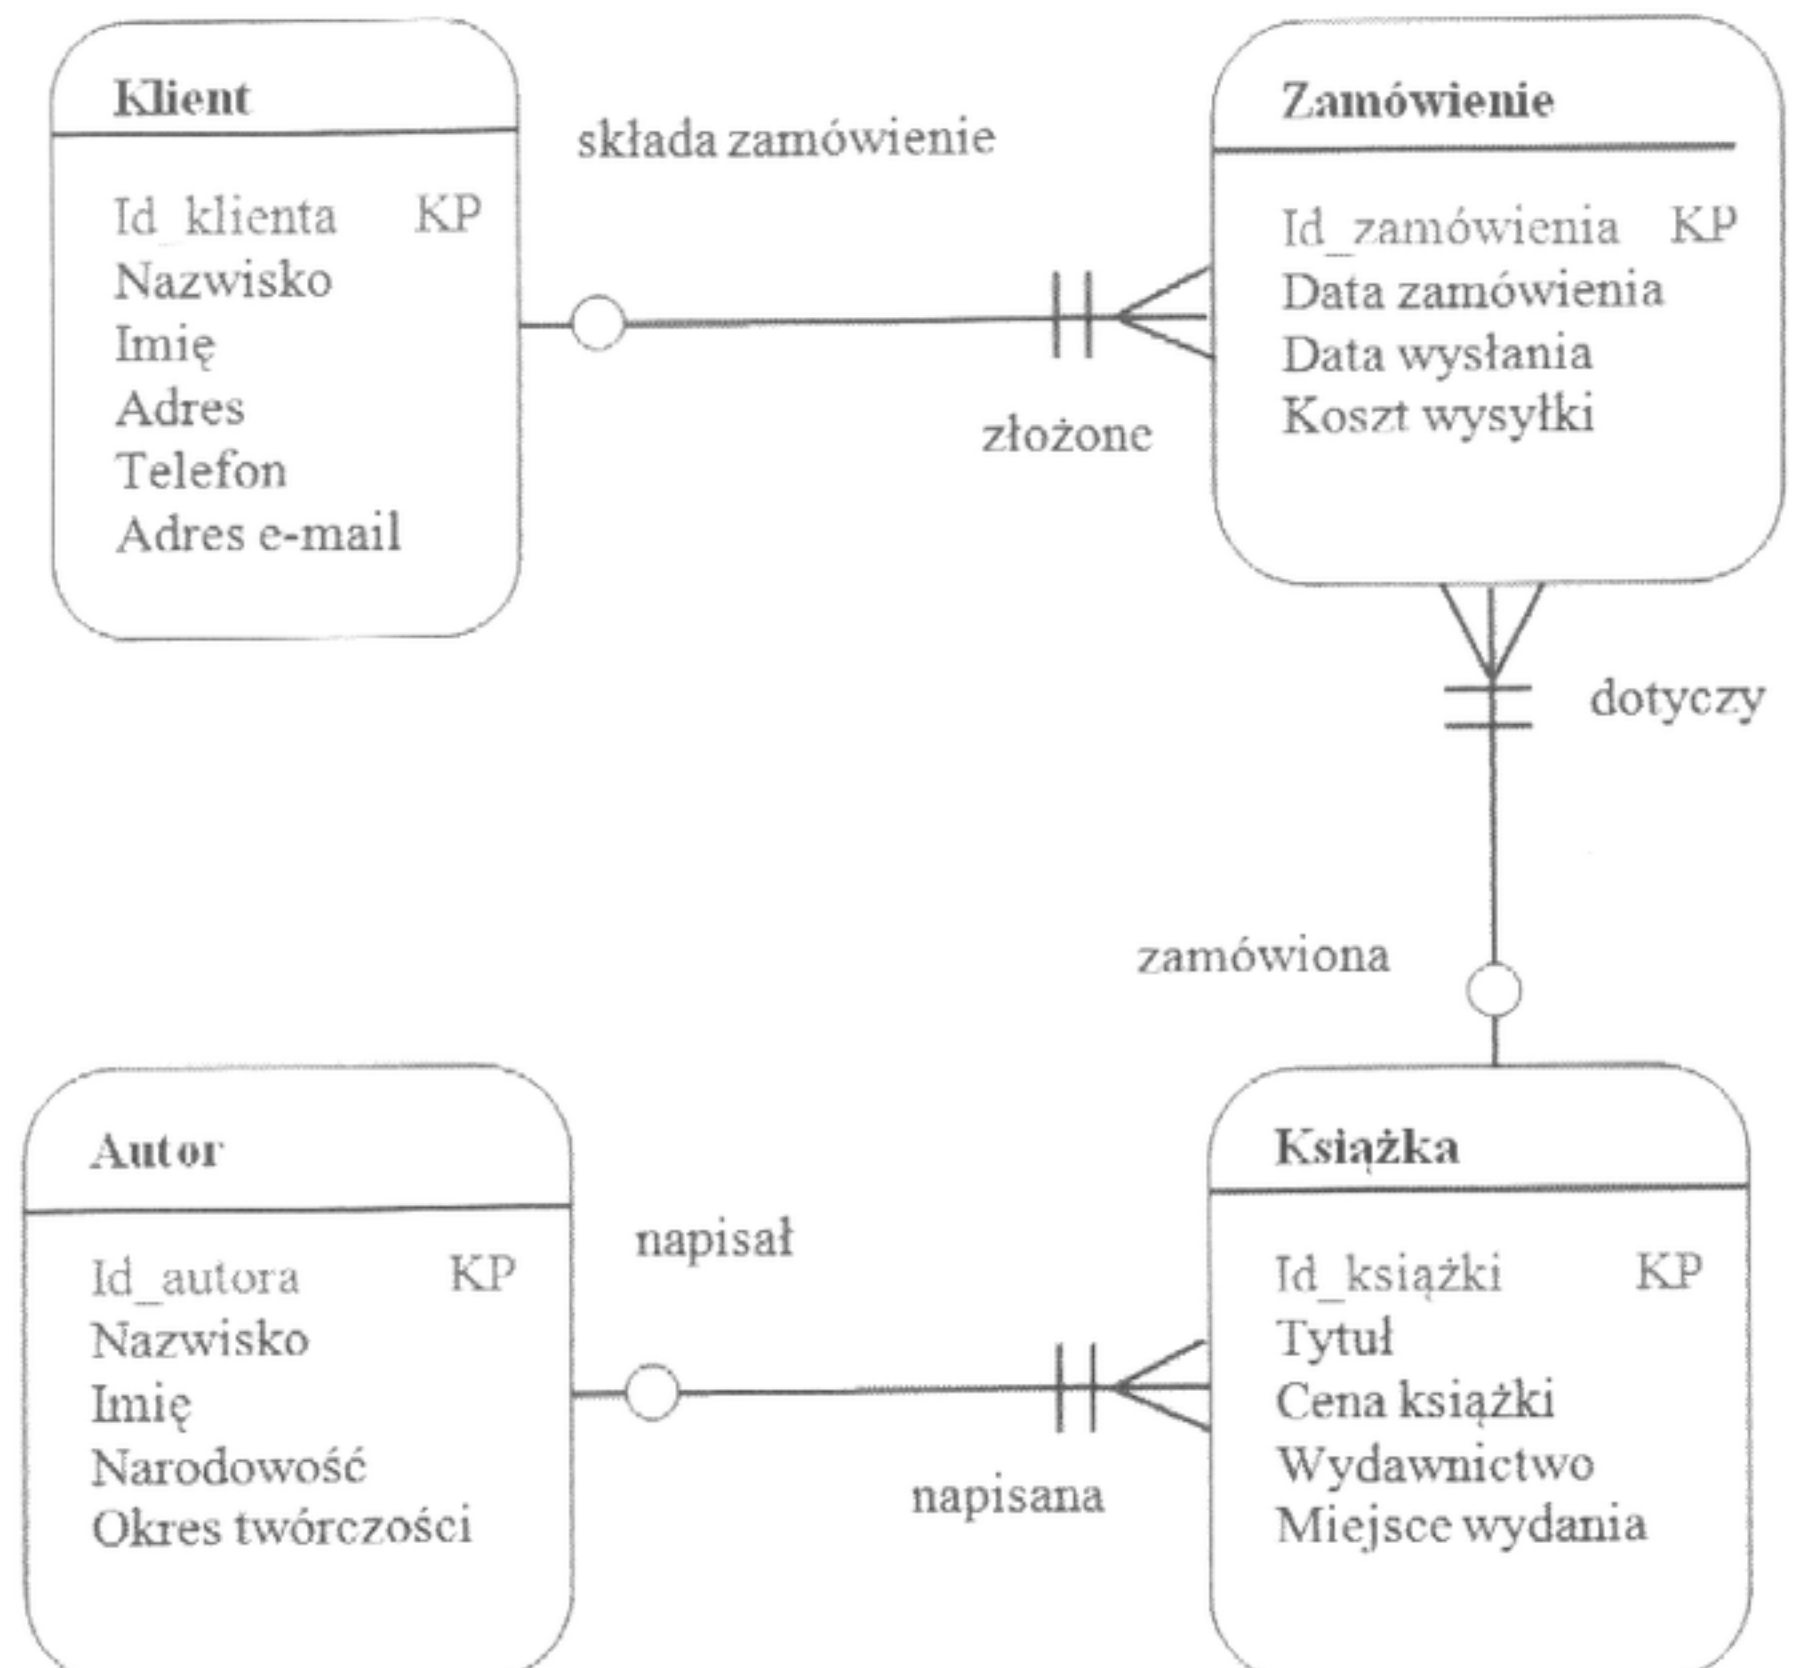 Klient
Id_klienta KP
Nazwisko
Imię
Adres
Telefon
Adres e-mail
składa zamówienie
złożone
Zamówienie
Id_zamówienia KP
Data zamówienia
Data wysłania
Koszt wysyłki
dotyczy
zamówiona
Autor
Id_autora KP
Nazwisko
Imię
Narodowość
Okres twórczości
napisał
napisana
Książka
Id_książki KP
Tytuł
Cena książki
Wydawnictwo
Miejsce wydania